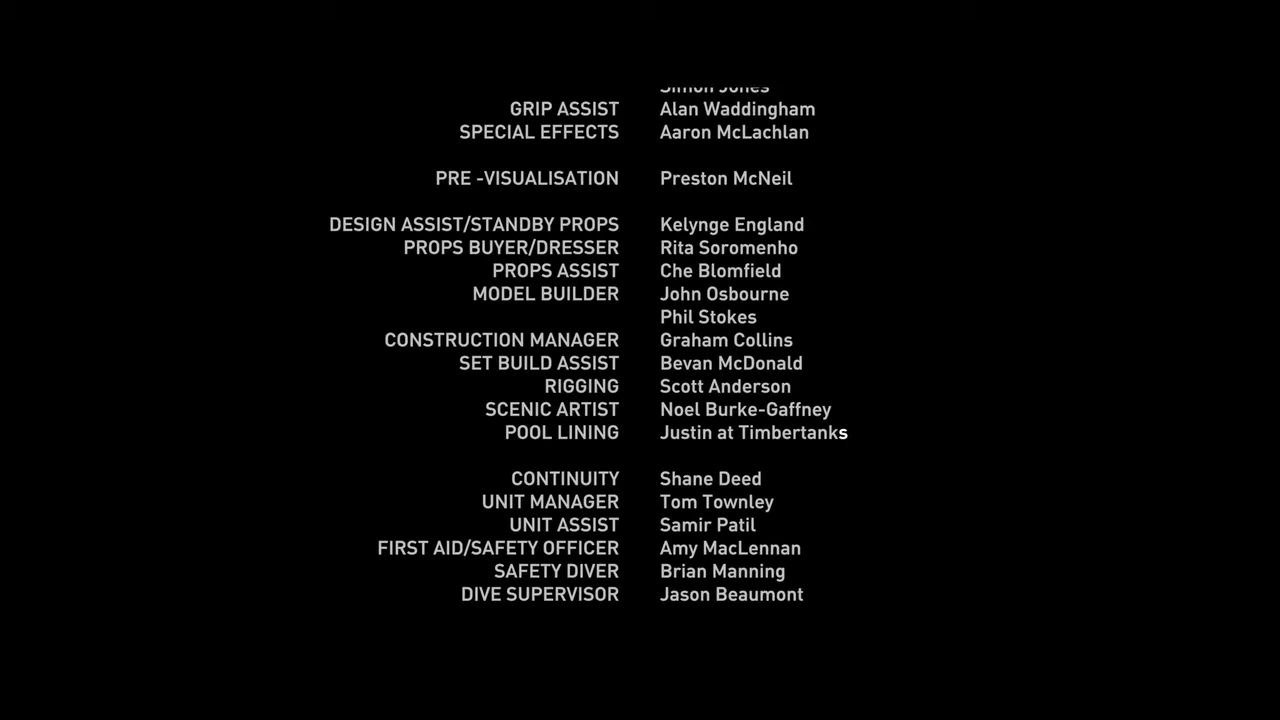 Simon Jones
GRIP ASSIST Alan Waddingham
SPECIAL EFFECTS Aaron McLachlan
PRE -VISUALISATION Preston McNeil
DESIGN ASSIST/STANDBY PROPS Kelynge England
PROPS BUYER/DRESSER Rita Soromenho
PROPS ASSIST Che Blomfield
MODEL BUILDER John Osbourne
Phil Stokes
CONSTRUCTION MANAGER Graham Collins
SET BUILD ASSIST Bevan McDonald
RIGGING Scott Anderson
SCENIC ARTIST Noel Burke-Gaffney
POOL LINING Justin at Timbertanks
CONTINUITY Shane Deed
UNIT MANAGER Tom Townley
UNIT ASSIST Samir Patil
FIRST AID/SAFETY OFFICER Amy MacLennan
SAFETY DIVER Brian Manning
DIVE SUPERVISOR Jason Beaumont